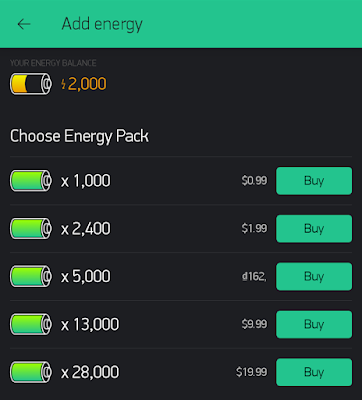 Add energy
YOUR ENERGY BALANCE
2,000
Choose Energy Pack
x 1,000 $0.99 Buy
x 2,400 $1.99 Buy
x 5,000 ₫162, Buy
x 13,000 $9.99 Buy
x 28,000 $19.99 Buy